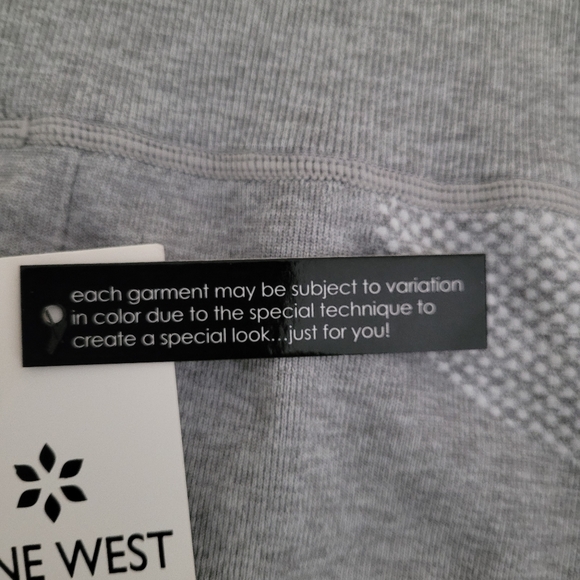 each garment may be subject to variation
in color due to the special technique to
create a special look...just for you!
NE WEST